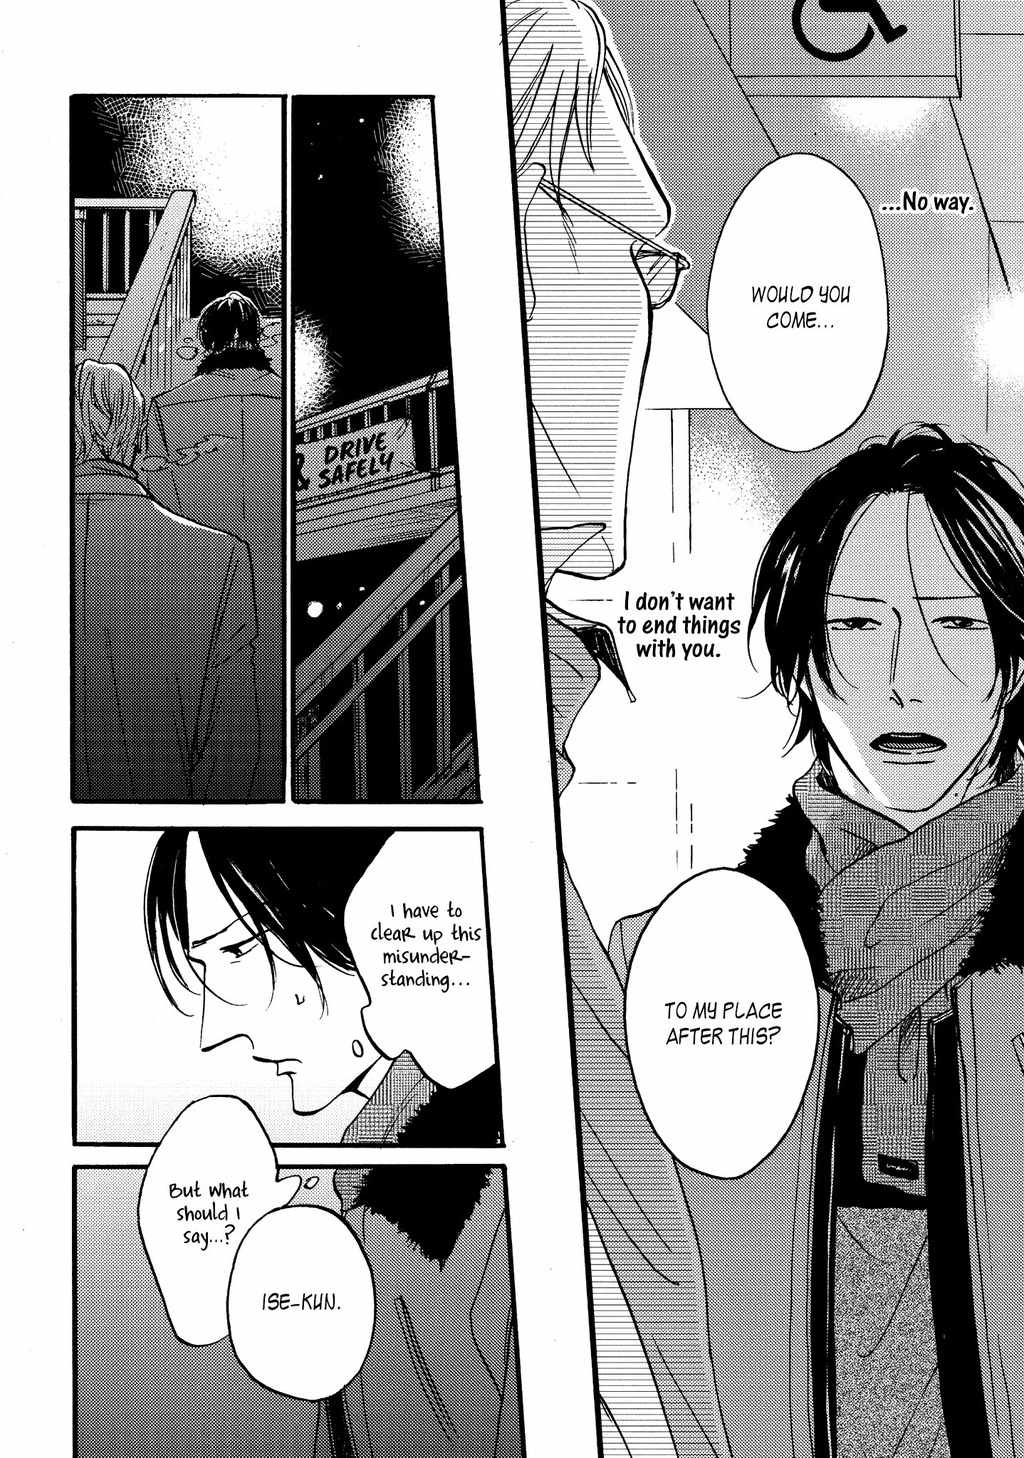 ...No way.
WOULD YOU
COME...
I don't want
to end things
with you.
TO MY PLACE
AFTER THIS?
&
DRIVE
SAFELY
I have to
clear up this
misunder-
standing...
But what
should I
say...?
ISE-KUN.